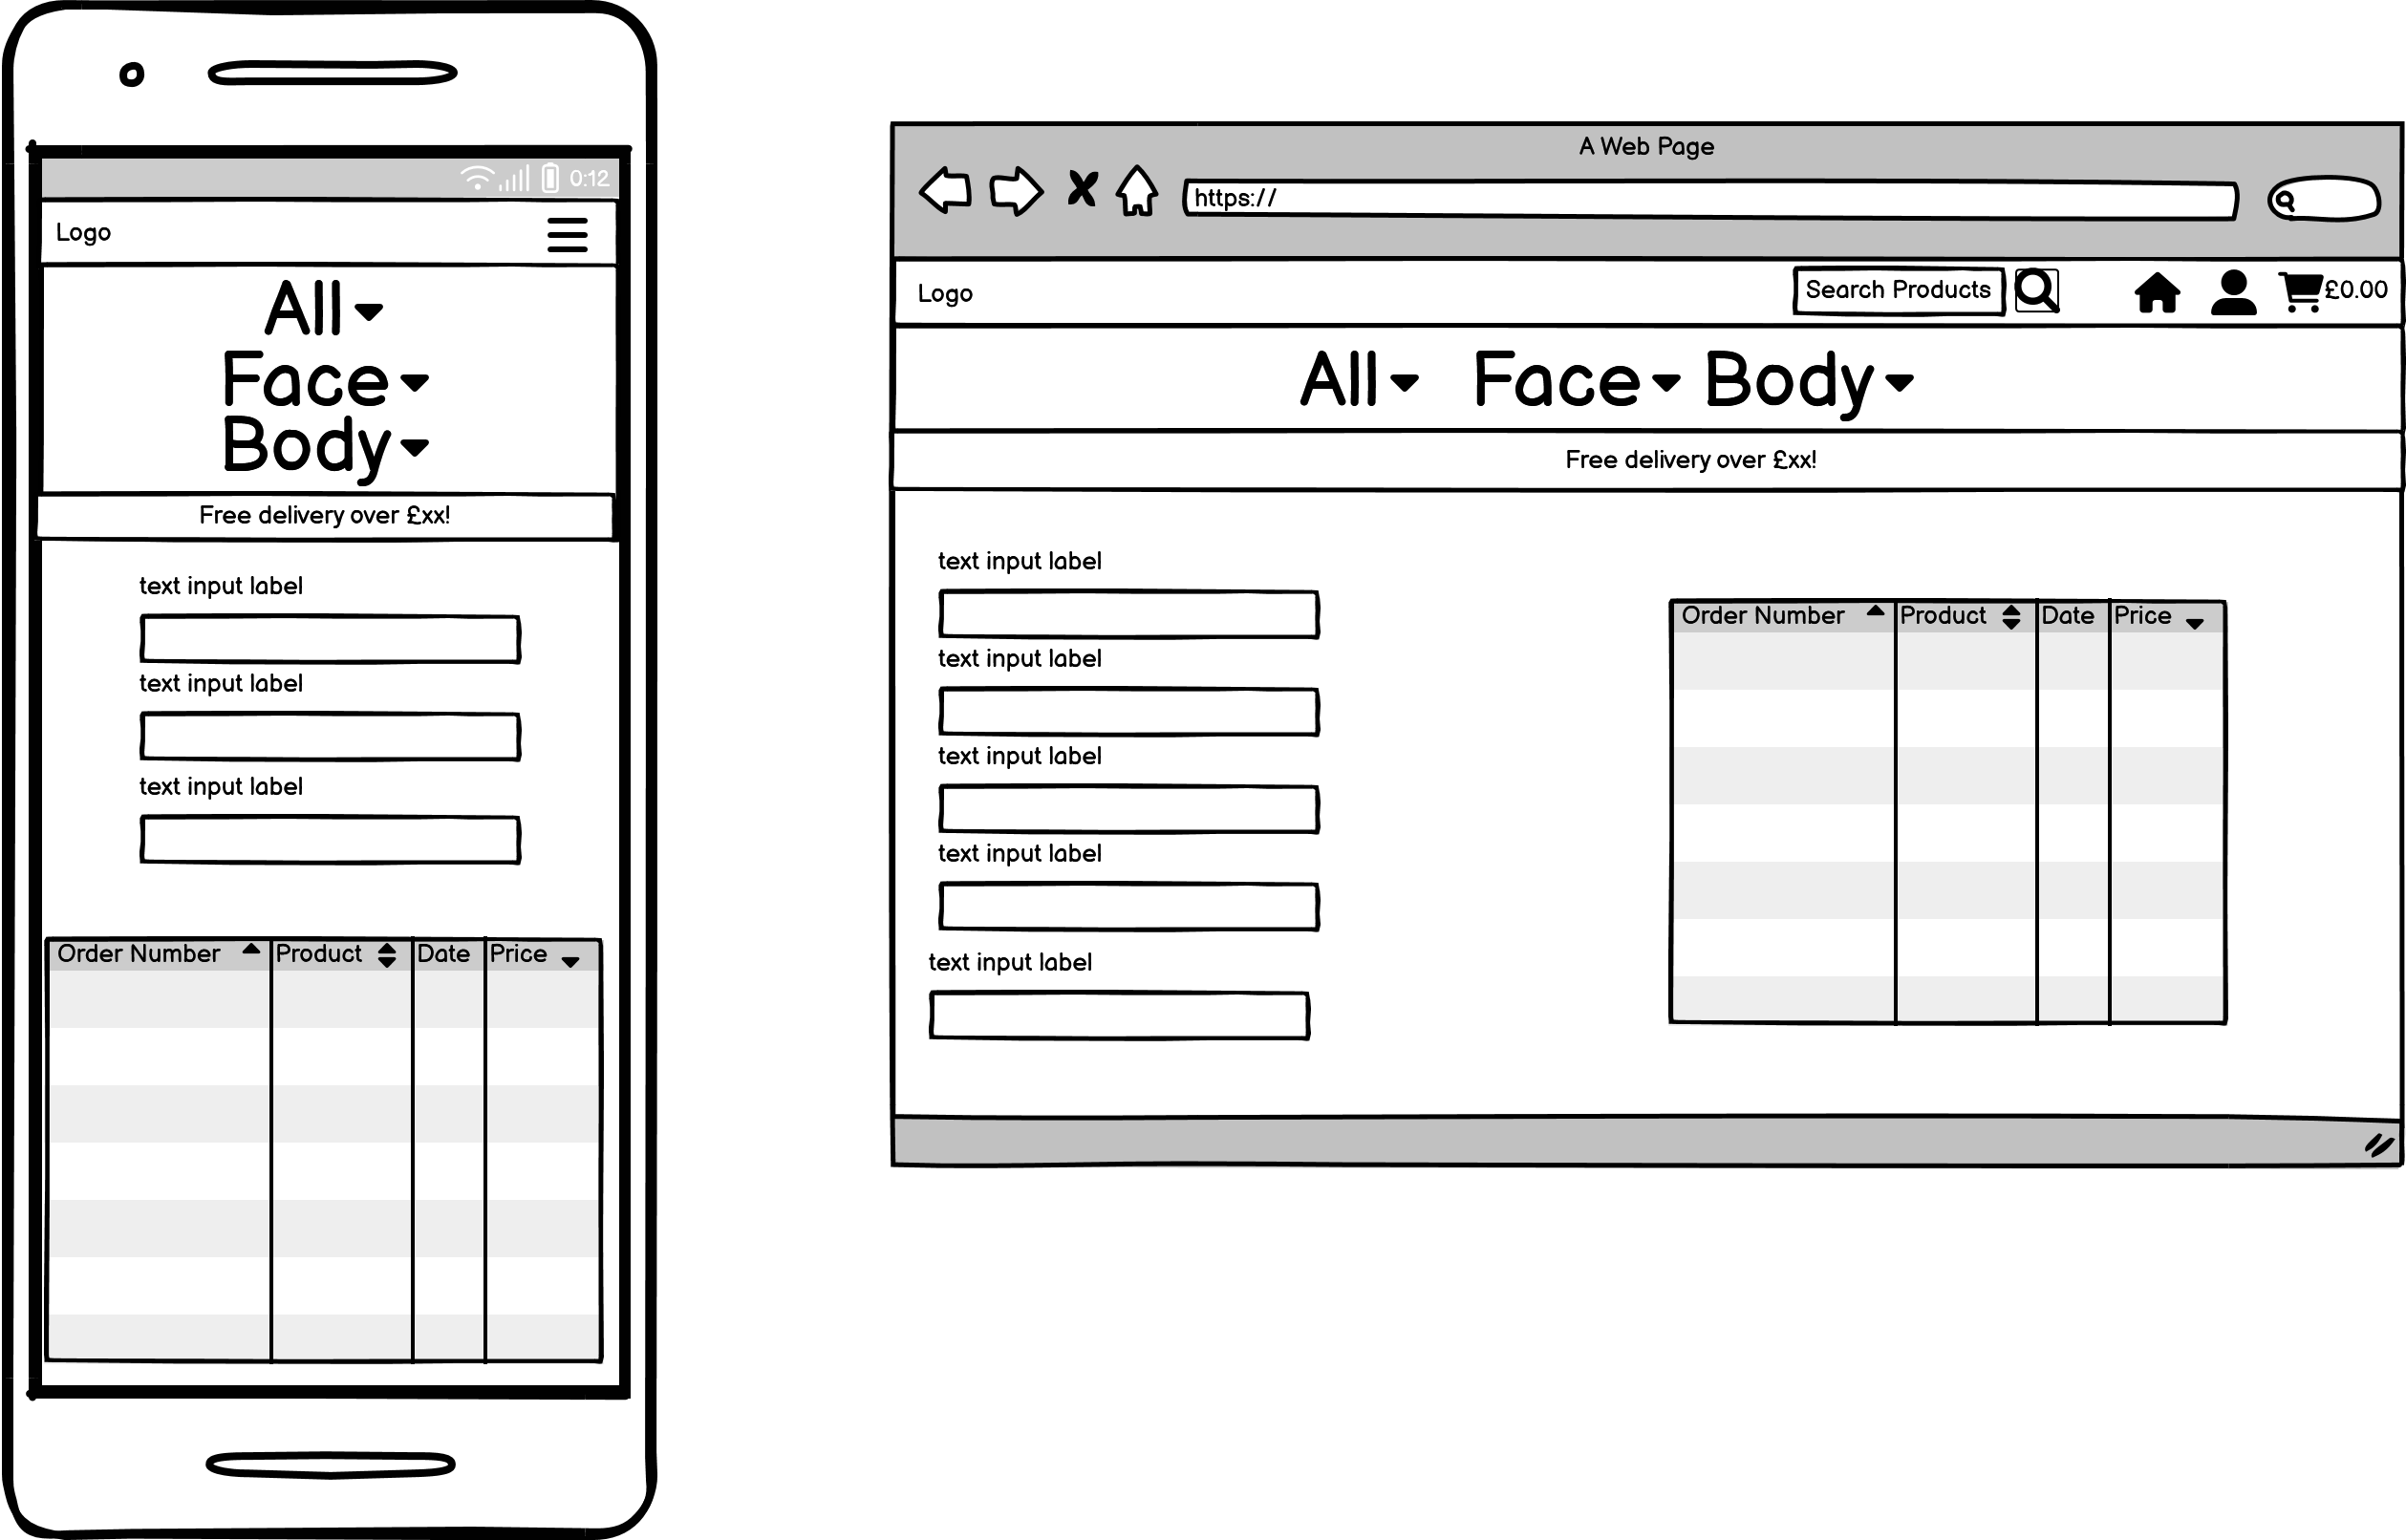 0:12
Logo
All
Face
Body
Free delivery over £xx!
text input label
text input label
text input label
Order Number Product Date Price
A Web Page
https://
Logo Search Products £0.00
All Face Body
Free delivery over £xx!
text input label
text input label
text input label
text input label
text input label
Order Number Product Date Price